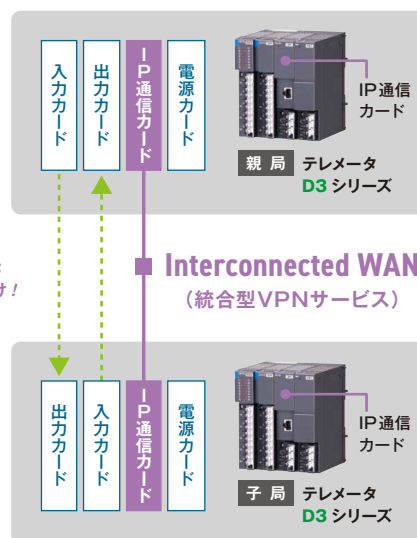 入力カード
出力カード
IP通信カード
電源カード
IP通信
カード
親 局 テレメータ
D3 シリーズ
け!
Interconnected WAN
(統合型VPNサービス)
出力カード
入力カード
IP通信カード
電源カード
IP通信
カード
子 局 テレメータ
D3 シリーズ